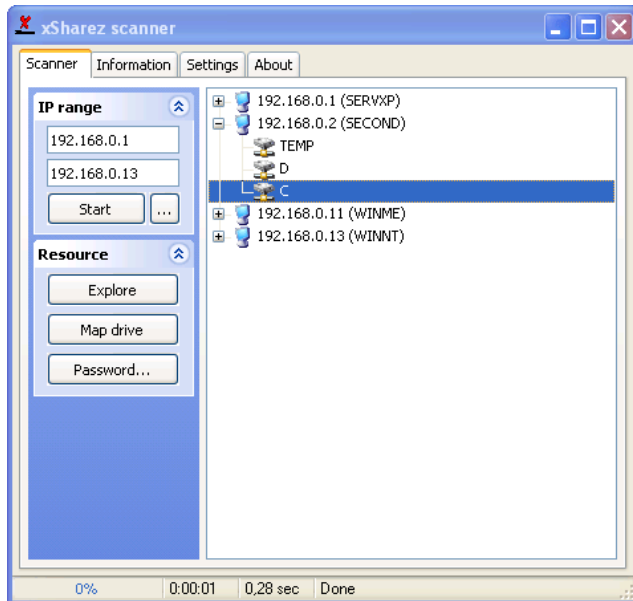 xSharez scanner
Scanner Information Settings About
IP range
192.168.0.1
192.168.0.13
Start ...
Resource
Explore
Map drive
Password...
192.168.0.1 (SERVXP)
192.168.0.2 (SECOND)
TEMP
D
C
192.168.0.11 (WINME)
192.168.0.13 (WINNT)
0% 0:00:01 0,28 sec Done